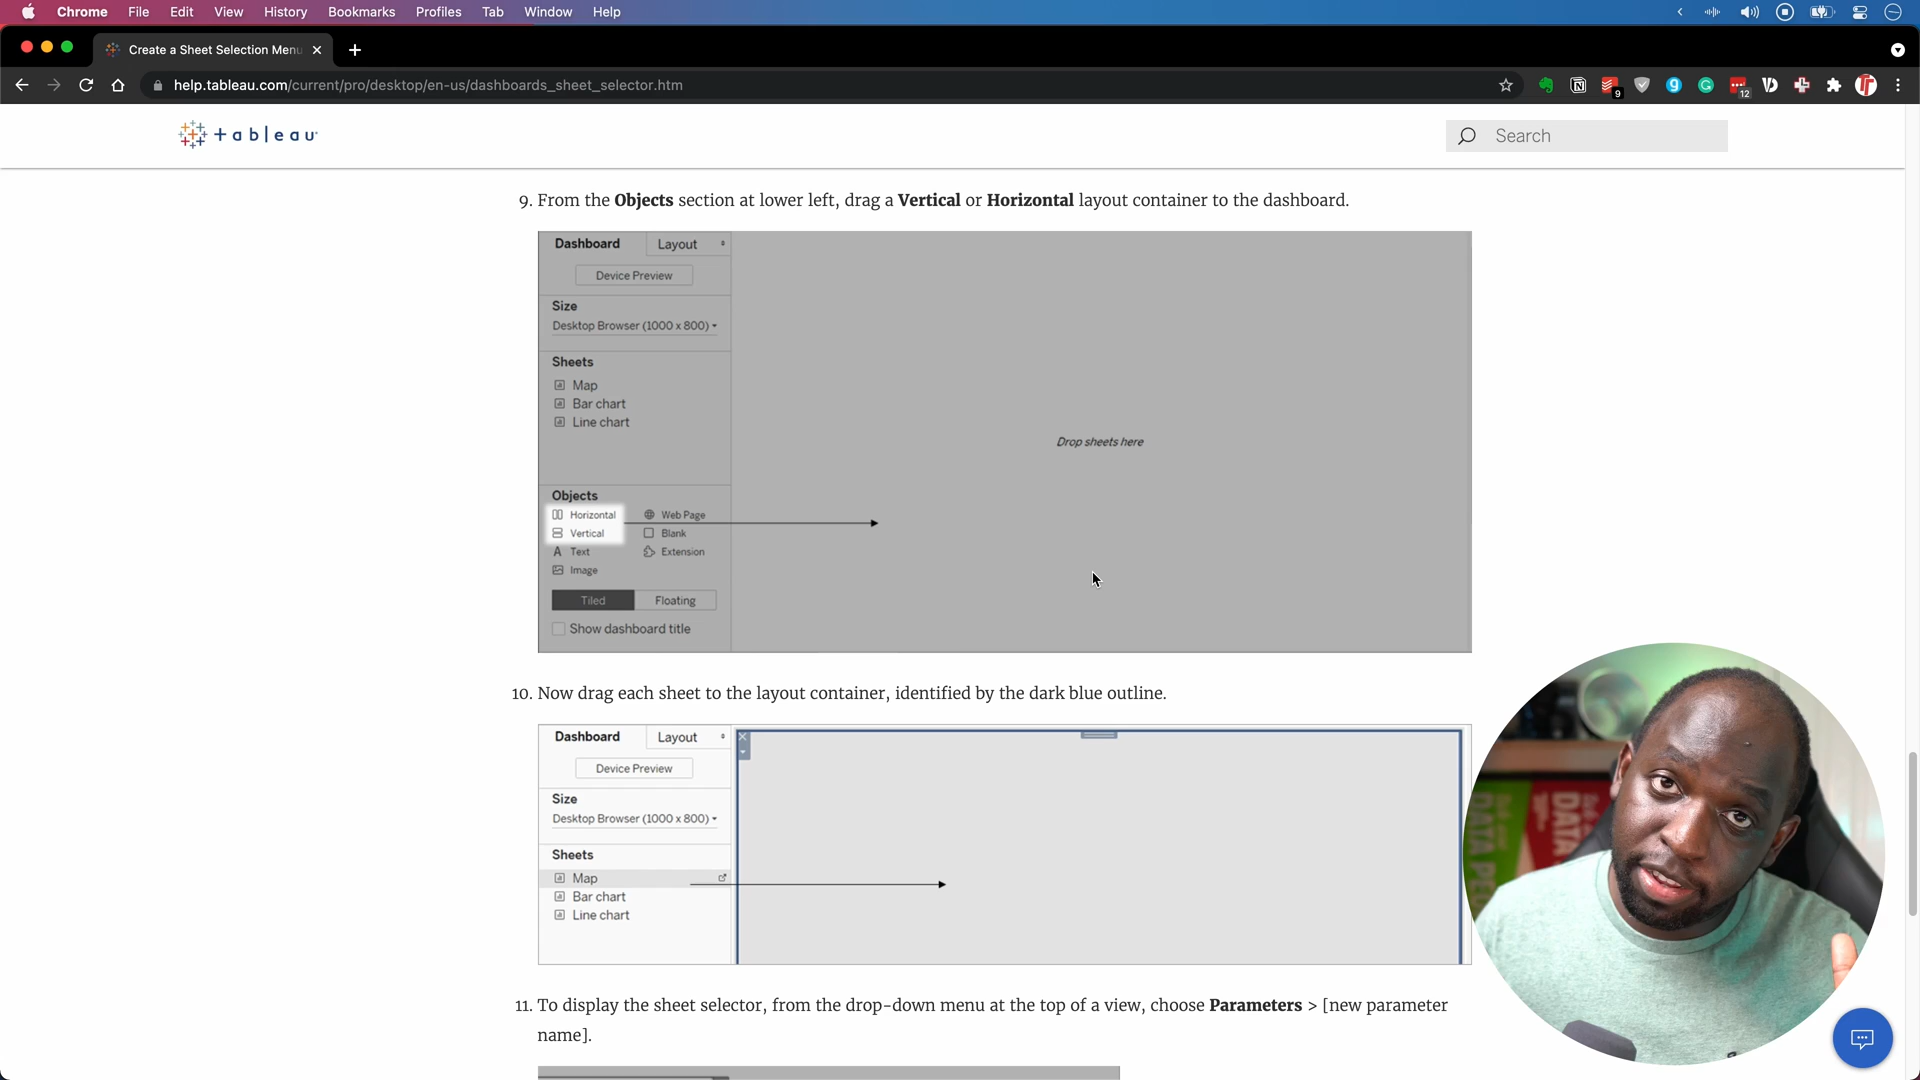 Chrome File Edit View History Bookmarks Profiles Tab Window Help
Create a Sheet Selection Menu
help.tableau.com/current/pro/desktop/en-us/dashboards_sheet_selector.htm
9
12
+ableau
Search
9. From the Objects section at lower left, drag a Vertical or Horizontal layout container to the dashboard.
Dashboard Layout
Device Preview
Size
Desktop Browser (1000 x 800)
Sheets
Map
Bar chart
Line chart
Drop sheets here
Objects
Horizontal Web Page
Vertical Blank
Text Extension
Image
Tiled Floating
Show dashboard title
10. Now drag each sheet to the layout container, identified by the dark blue outline.
Dashboard Layout
Device Preview
Size
Desktop Browser (1000 x 800)
Sheets
Map
Bar chart
Line chart
DATA
DATA PE
11. To display the sheet selector, from the drop-down menu at the top of a view, choose Parameters > [new parameter
name].